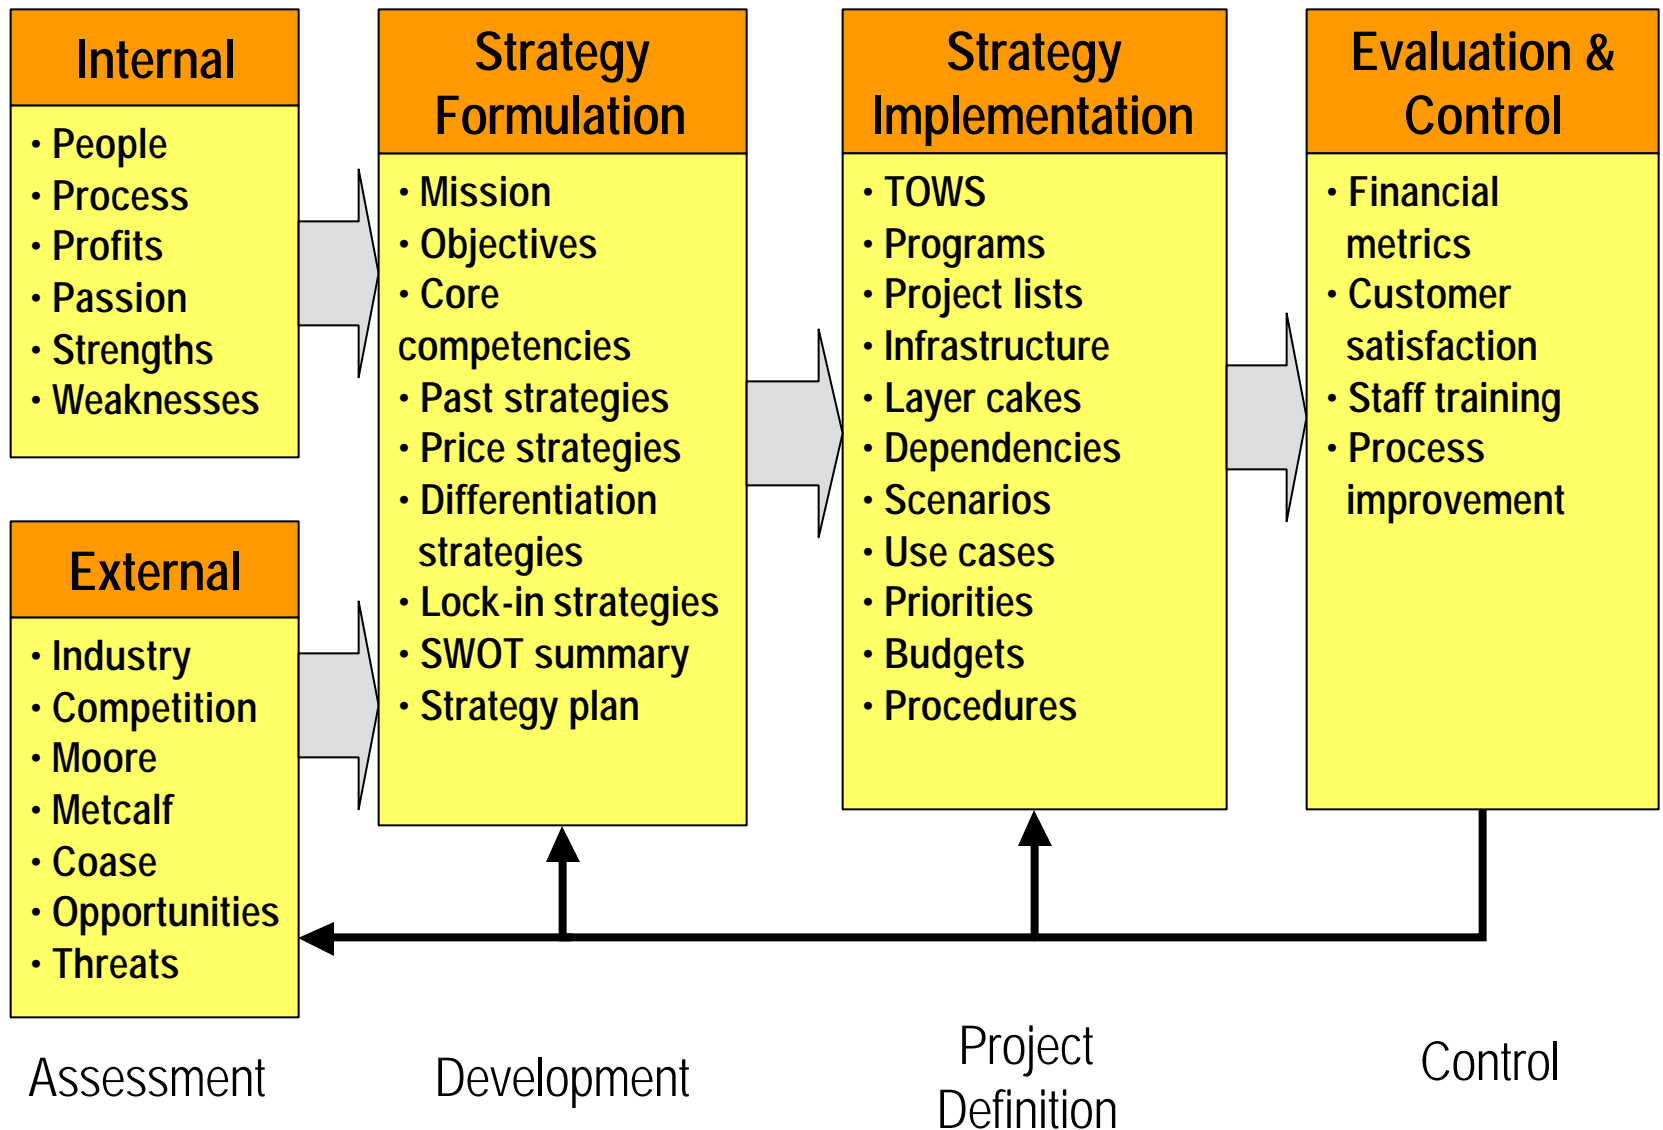 Internal
• People
• Process
• Profits
• Passion
• Strengths
• Weaknesses
External
• Industry
• Competition
• Moore
• Metcalf
• Coase
• Opportunities
• Threats
Assessment
Strategy
Formulation
• Mission
• Objectives
• Core
competencies
• Past strategies
• Price strategies
• Differentiation
strategies
• Lock-in strategies
• SWOT summary
• Strategy plan
Development
Strategy
Implementation
• TOWS
• Programs
• Project lists
• Infrastructure
• Layer cakes
• Dependencies
• Scenarios
• Use cases
• Priorities
• Budgets
• Procedures
Project
Definition
Evaluation &
Control
• Financial
metrics
• Customer
satisfaction
• Staff training
• Process
improvement
Control